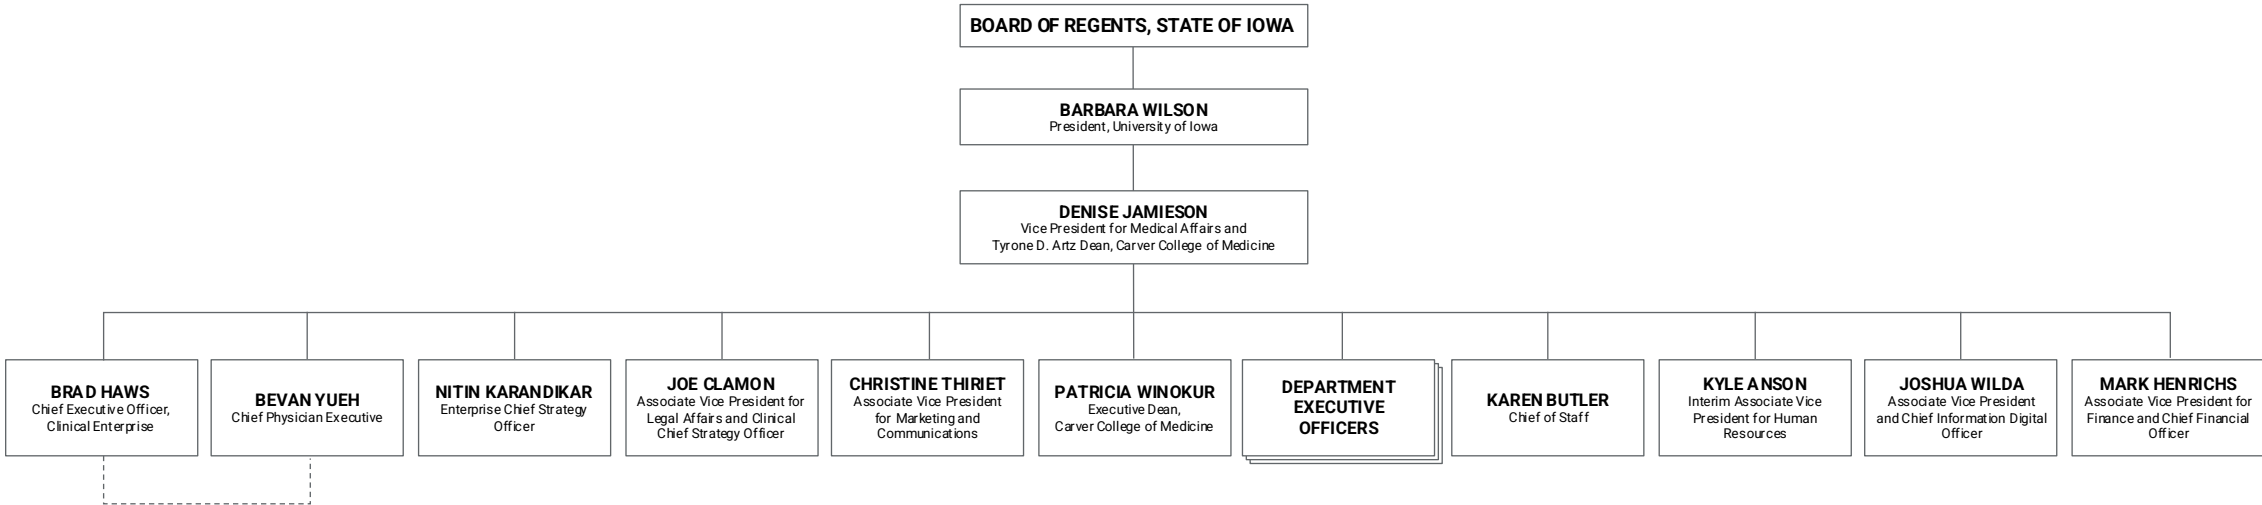 BOARD OF REGENTS, STATE OF IOWA
BARBARA WILSON
President, University of Iowa
DENISE JAMIESON
Vice President for Medical Affairs and
Tyrone D. Artz Dean, Carver College of Medicine
BRAD HAWS
Chief Executive Officer,
Clinical Enterprise
BEVAN YUEH
Chief Physician Executive
NITIN KARANDIKAR
Enterprise Chief Strategy
Officer
JOE CLAMON
Associate Vice President for
Legal Affairs and Clinical
Chief Strategy Officer
CHRISTINE THIRIET
Associate Vice President
for Marketing and
Communications
PATRICIA WINOKUR
Executive Dean,
Carver College of Medicine
DEPARTMENT
EXECUTIVE
OFFICERS
KAREN BUTLER
Chief of Staff
KYLE ANSON
Interim Associate Vice
President for Human
Resources
JOSHUA WILDA
Associate Vice President
and Chief Information Digital
Officer
MARK HENRICHS
Associate Vice President for
Finance and Chief Financial
Officer